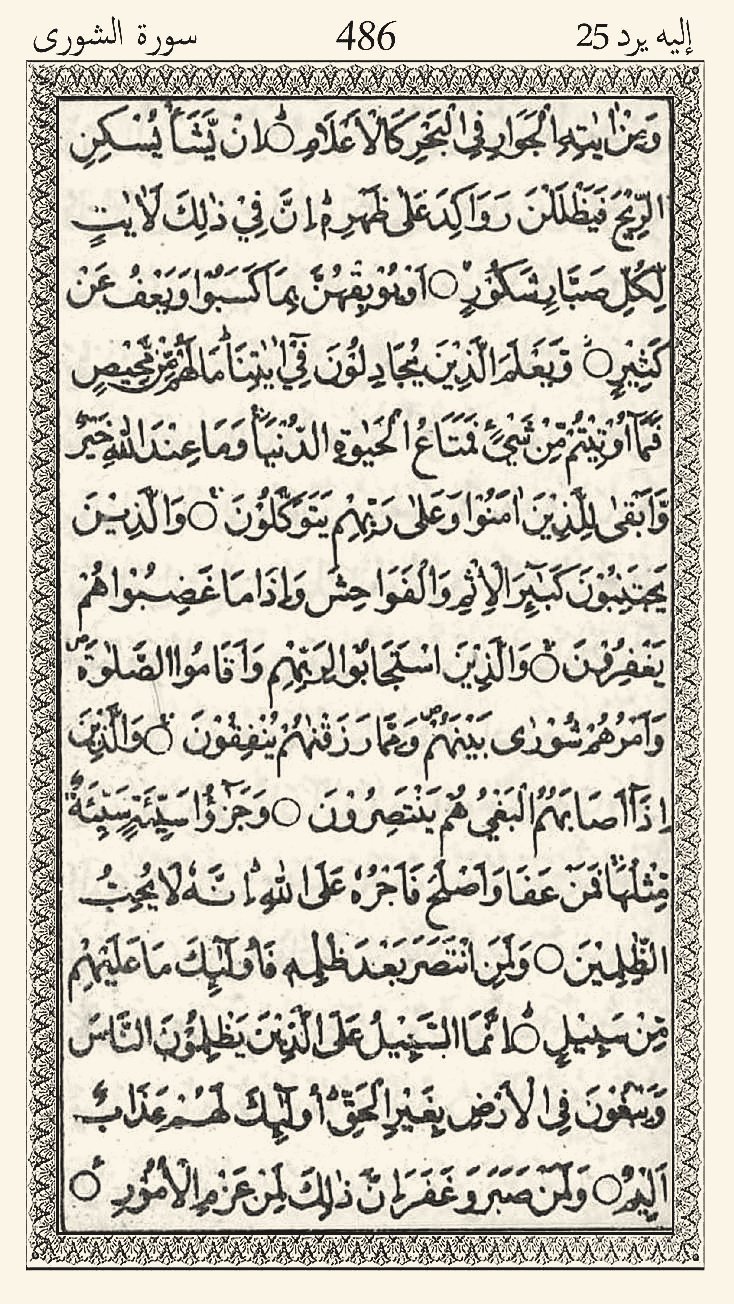 إليه يرد 25 486 سورة الشورى
وَمِنْ اٰيٰتِهِ الْجَوَارِ فِي الْبَحْرِ كَالْاَعْلَامِ ۝ اِنْ يَّشَاْ يُسْكِنِ
الرِّيْحَ فَيَظْلَلْنَ رَوَاكِدَ عَلٰى ظَهْرِهٖ ؕ اِنَّ فِيْ ذٰلِكَ لَاٰيٰتٍ
لِّكُلِّ صَبَّارٍ شَكُوْرٍ ۝ اَوْ يُوْبِقْهُنَّ بِمَا كَسَبُوْا وَيَعْفُ عَنْ
كَثِيْرٍ ۝ وَّيَعْلَمَ الَّذِيْنَ يُجَادِلُوْنَ فِيْٓ اٰيٰتِنَا ؕ مَا لَهُمْ مِّنْ مَّحِيْصٍ
فَمَآ اُوْتِيْتُمْ مِّنْ شَيْءٍ فَمَتَاعُ الْحَيٰوةِ الدُّنْيَا ۚ وَمَا عِنْدَ اللّٰهِ خَيْرٌ
وَّاَبْقٰى لِلَّذِيْنَ اٰمَنُوْا وَعَلٰى رَبِّهِمْ يَتَوَكَّلُوْنَ ۝ وَالَّذِيْنَ
يَجْتَنِبُوْنَ كَبٰٓئِرَ الْاِثْمِ وَالْفَوَاحِشَ وَاِذَا مَا غَضِبُوْا هُمْ
يَغْفِرُوْنَ ۝ وَالَّذِيْنَ اسْتَجَابُوْا لِرَبِّهِمْ وَاَقَامُوا الصَّلٰوةَ ۪
وَاَمْرُهُمْ شُوْرٰى بَيْنَهُمْ ۪ وَمِمَّا رَزَقْنٰهُمْ يُنْفِقُوْنَ ۝ وَالَّذِيْنَ
اِذَآ اَصَابَهُمُ الْبَغْيُ هُمْ يَنْتَصِرُوْنَ ۝ وَجَزٰٓؤُا سَيِّئَةٍ سَيِّئَةٌ
مِّثْلُهَا ۚ فَمَنْ عَفَا وَاَصْلَحَ فَاَجْرُهٗ عَلَى اللّٰهِ ؕ اِنَّهٗ لَا يُحِبُّ
الظّٰلِمِيْنَ ۝ وَلَمَنِ انْتَصَرَ بَعْدَ ظُلْمِهٖ فَاُولٰٓئِكَ مَا عَلَيْهِمْ
مِّنْ سَبِيْلٍ ۝ اِنَّمَا السَّبِيْلُ عَلَى الَّذِيْنَ يَظْلِمُوْنَ النَّاسَ
وَيَبْغُوْنَ فِي الْاَرْضِ بِغَيْرِ الْحَقِّ ؕ اُولٰٓئِكَ لَهُمْ عَذَابٌ
اَلِيْمٌ ۝ وَلَمَنْ صَبَرَ وَغَفَرَ اِنَّ ذٰلِكَ لَمِنْ عَزْمِ الْاُمُوْرِ ۝